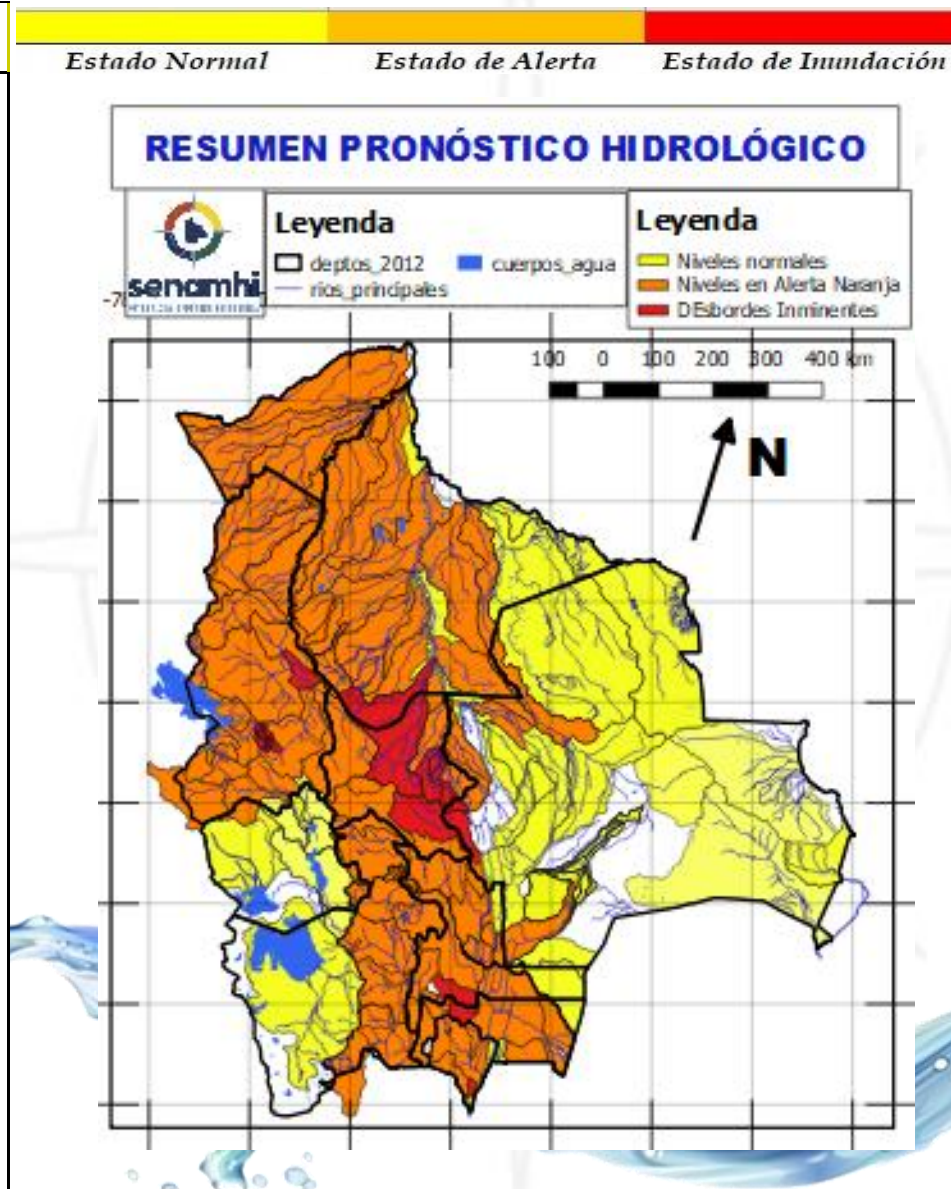 Estado Normal Estado de Alerta Estado de Inundación
RESUMEN PRONÓSTICO HIDROLÓGICO
senamhi
Leyenda
deptos_2012 cuerpos_agua
rios_principales
Leyenda
Niveles normales
Niveles en Alerta Naranja
DEsbordes Inminentes
100 0 100 200 300 400 km
N